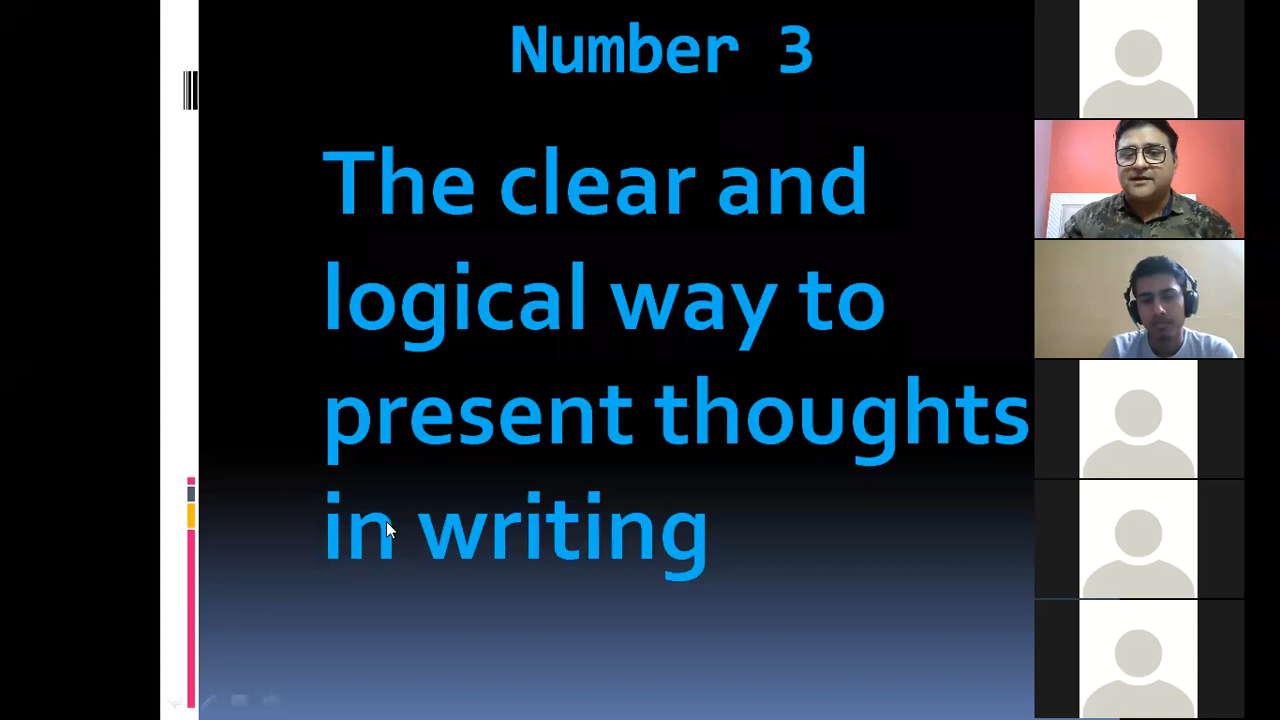 Number 3
The clear and
logical way to
present thoughts
in writing